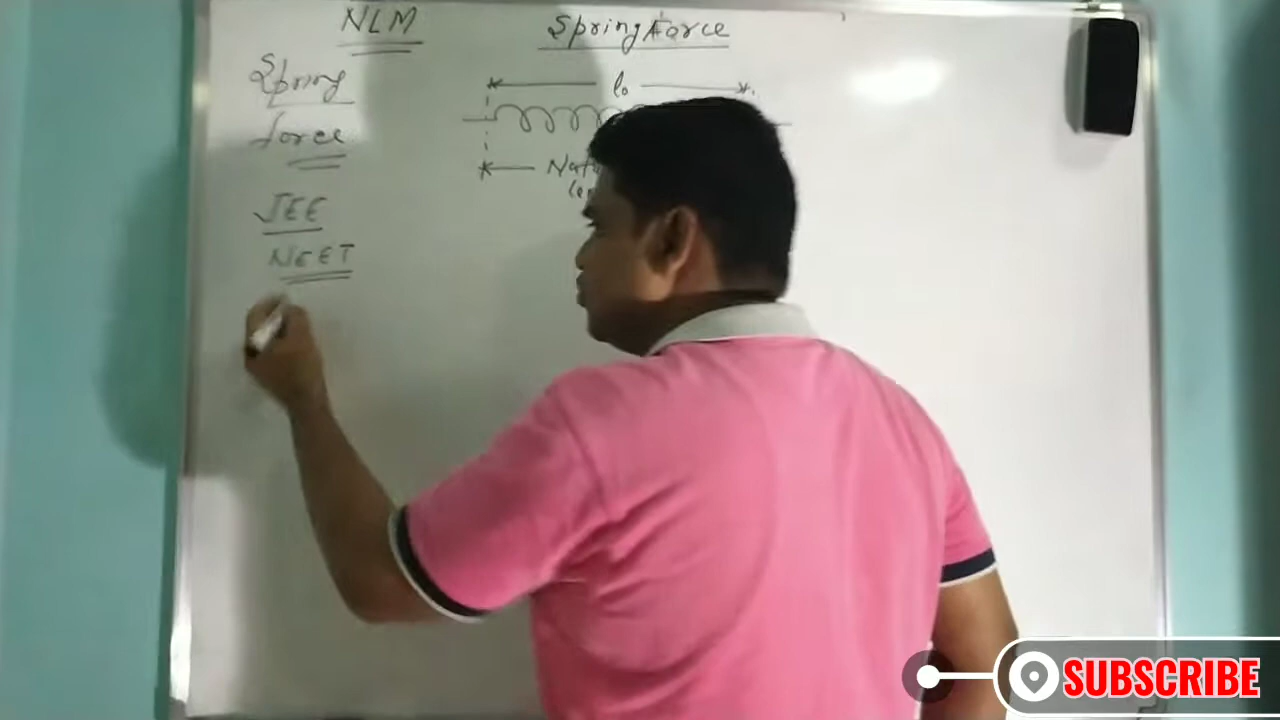 NLM
Spring Force
Spring
force
l₀
JEE
NEET
SUBSCRIBE